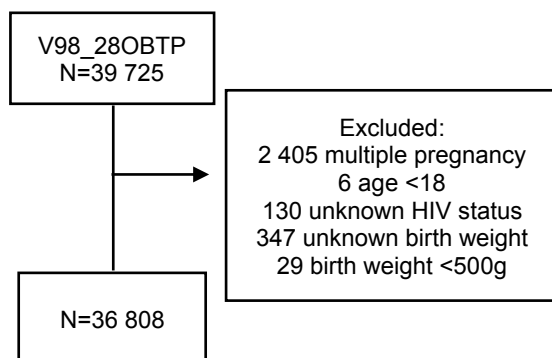 V98_28OBTP
N=39 725
Excluded:
2 405 multiple pregnancy
6 age <18
130 unknown HIV status
347 unknown birth weight
29 birth weight <500g
N=36 808